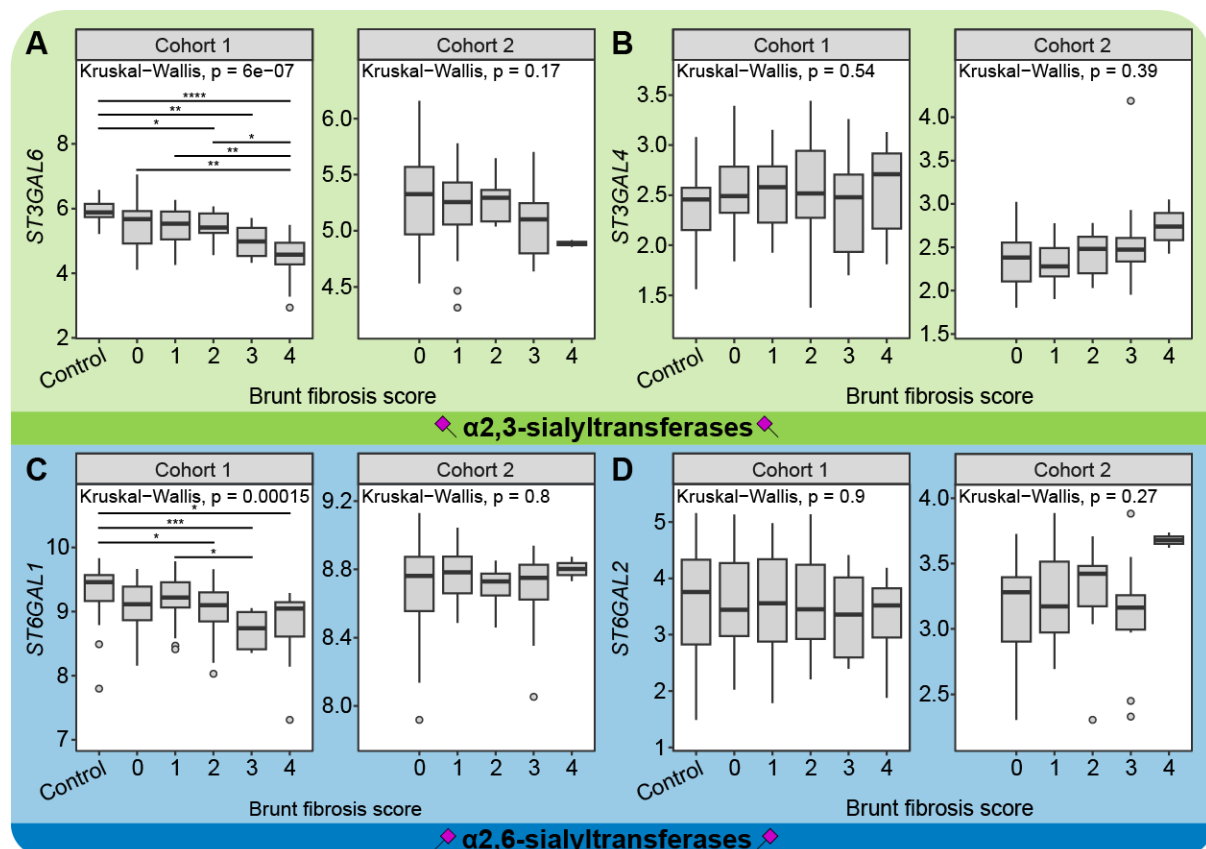 A
Cohort 1
Cohort 2
Kruskal−Wallis, p = 6e−07
Kruskal−Wallis, p = 0.17
****
**
*
*
**
**
ST3GAL6
8
6
4
2
6.0
5.5
5.0
4.5
Control 0 1 2 3 4
0 1 2 3 4
Brunt fibrosis score
B
Cohort 1
Cohort 2
Kruskal−Wallis, p = 0.54
Kruskal−Wallis, p = 0.39
ST3GAL4
3.5
3.0
2.5
2.0
1.5
4.0
3.5
3.0
2.5
2.0
1.5
Control 0 1 2 3 4
0 1 2 3 4
Brunt fibrosis score
α2,3-sialyltransferases
C
Cohort 1
Cohort 2
Kruskal−Wallis, p = 0.00015
Kruskal−Wallis, p = 0.8
*
***
*
*
ST6GAL1
10
9
8
7
9.2
8.8
8.4
8.0
Control 0 1 2 3 4
0 1 2 3 4
Brunt fibrosis score
D
Cohort 1
Cohort 2
Kruskal−Wallis, p = 0.9
Kruskal−Wallis, p = 0.27
ST6GAL2
5
4
3
2
1
4.0
3.5
3.0
2.5
Control 0 1 2 3 4
0 1 2 3 4
Brunt fibrosis score
α2,6-sialyltransferases